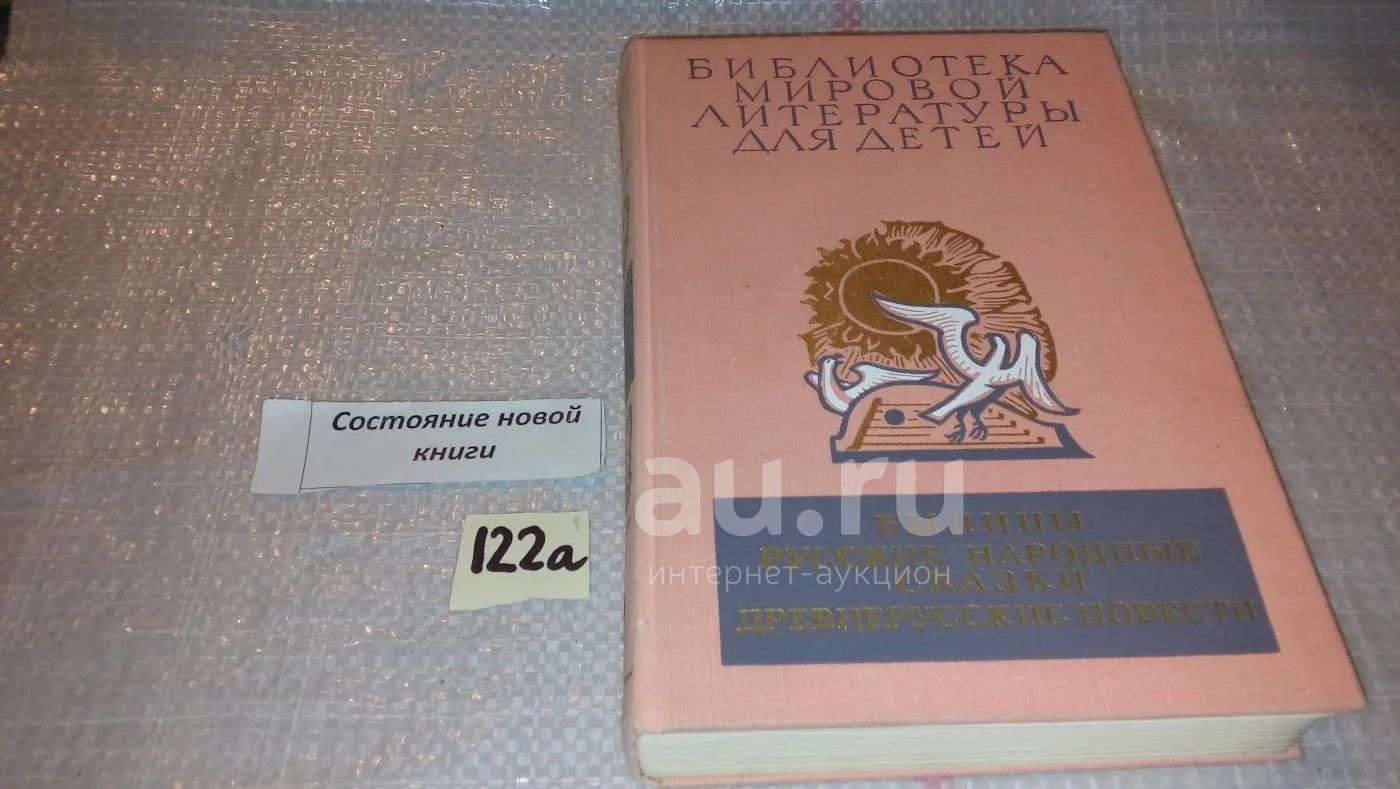 БИБЛИОТЕКА
МИРОВОЙ
ЛИТЕРАТУРЫ
ДЛЯ ДЕТЕЙ
Состояние новой
книги
122а
au.ru
интернет-аукцион
БЫЛИНЫ
РУССКИЕ НАРОДНЫЕ
СКАЗКИ
ДРЕВНЕРУССКИЕ ПОВЕСТИ